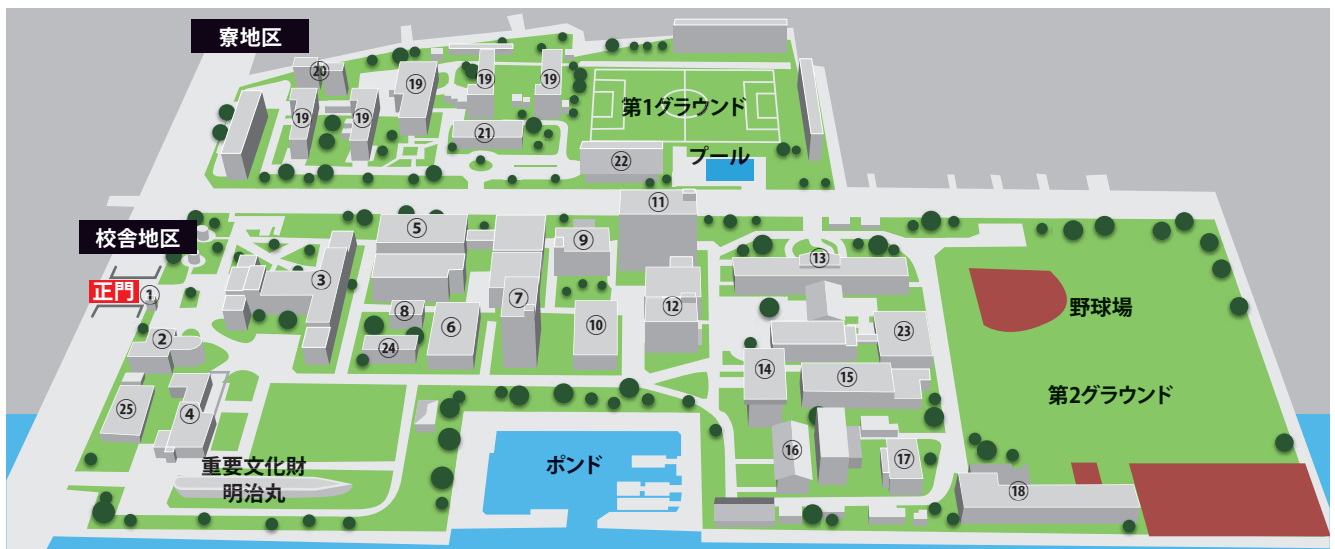 寮地区
⑳
⑲
⑲
⑲
⑲
⑲
㉑
㉒
第1グラウンド
プール
校舎地区
正門
①
②
③
④
⑤
⑥
⑦
⑧
⑨
⑩
⑪
⑫
⑬
⑭
⑮
⑯
⑰
⑱
㉓
㉔
㉕
野球場
第2グラウンド
重要文化財
明治丸
ポンド